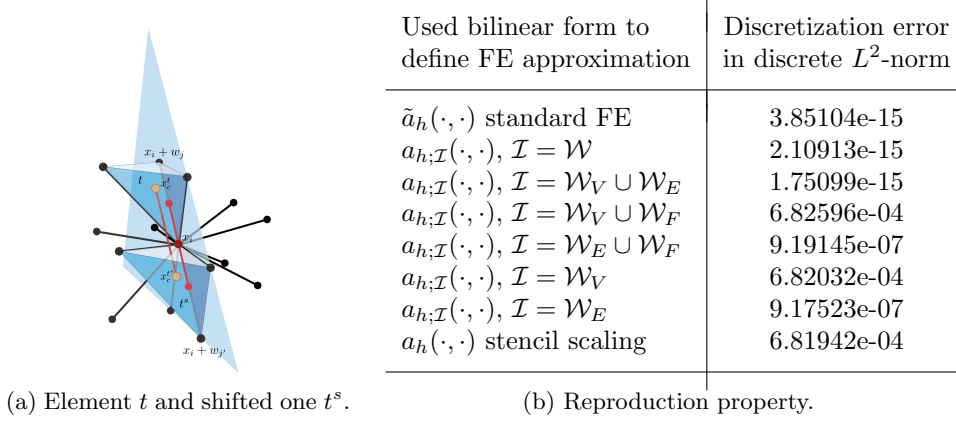 x_i + w_j
t
x_c^t
x_i
x_c^{t^s}
t^s
x_i + w_{j'}
(a) Element t and shifted one t^s.
Used bilinear form to define FE approximation | Discretization error in discrete L^2-norm
ã_h(·,·) standard FE | 3.85104e-15
a_{h;ℐ}(·,·), ℐ = 𝒲 | 2.10913e-15
a_{h;ℐ}(·,·), ℐ = 𝒲_V ∪ 𝒲_E | 1.75099e-15
a_{h;ℐ}(·,·), ℐ = 𝒲_V ∪ 𝒲_F | 6.82596e-04
a_{h;ℐ}(·,·), ℐ = 𝒲_E ∪ 𝒲_F | 9.19145e-07
a_{h;ℐ}(·,·), ℐ = 𝒲_V | 6.82032e-04
a_{h;ℐ}(·,·), ℐ = 𝒲_E | 9.17523e-07
a_h(·,·) stencil scaling | 6.81942e-04
(b) Reproduction property.